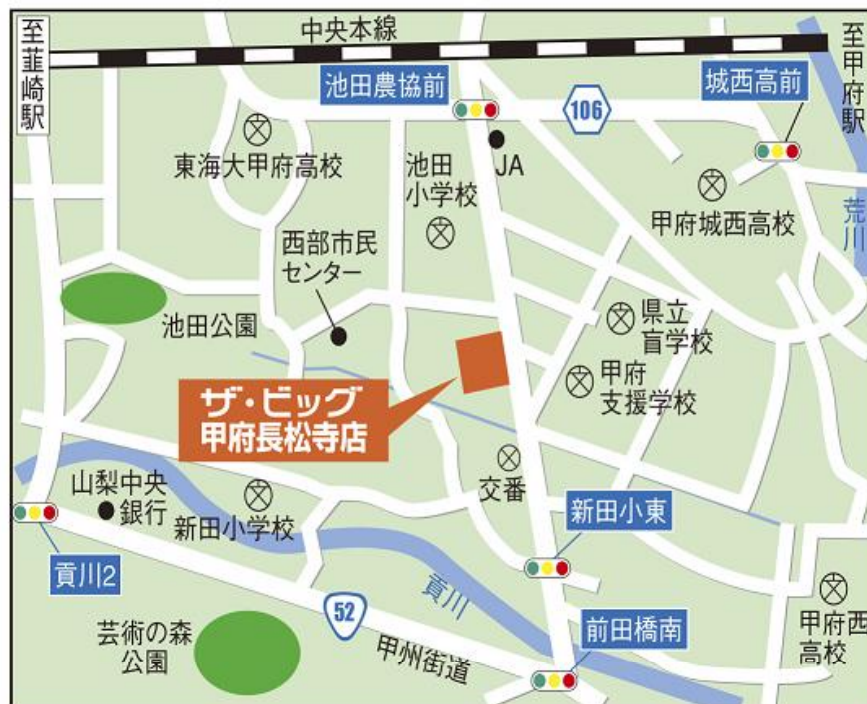 中央本線
至韮崎駅
至甲府駅
池田農協前
106
城西高前
東海大甲府高校
池田
小学校
JA
甲府城西高校
荒川
西部市民
センター
池田公園
県立
盲学校
甲府
支援学校
ザ・ビッグ
甲府長松寺店
山梨中央
銀行
新田小学校
交番
新田小東
貢川2
貢川
52
芸術の森
公園
甲州街道
前田橋南
甲府西
高校